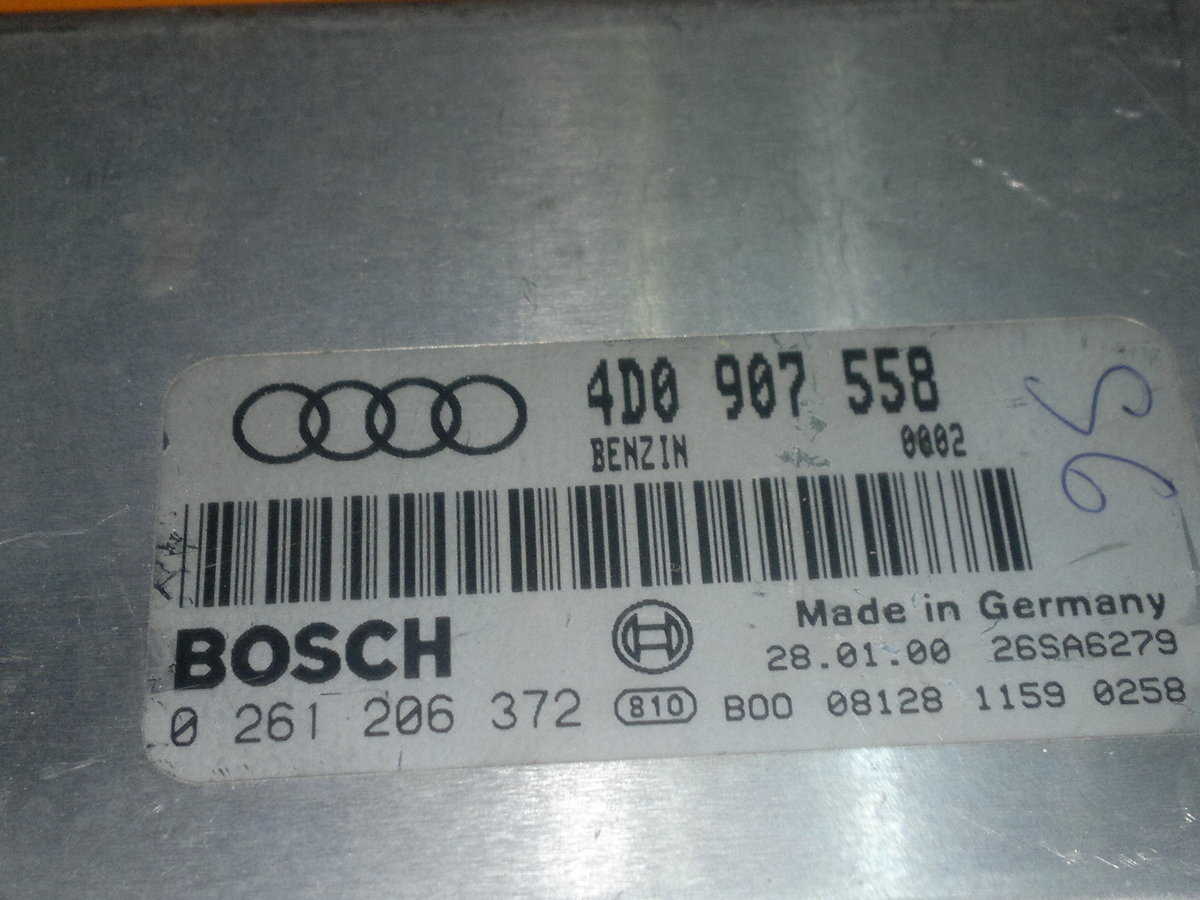 4D0 907 558
BENZIN 0002
BOSCH
Made in Germany
28.01.00 26SA6279
0 261 206 372 810 B00 08128 1159 0258